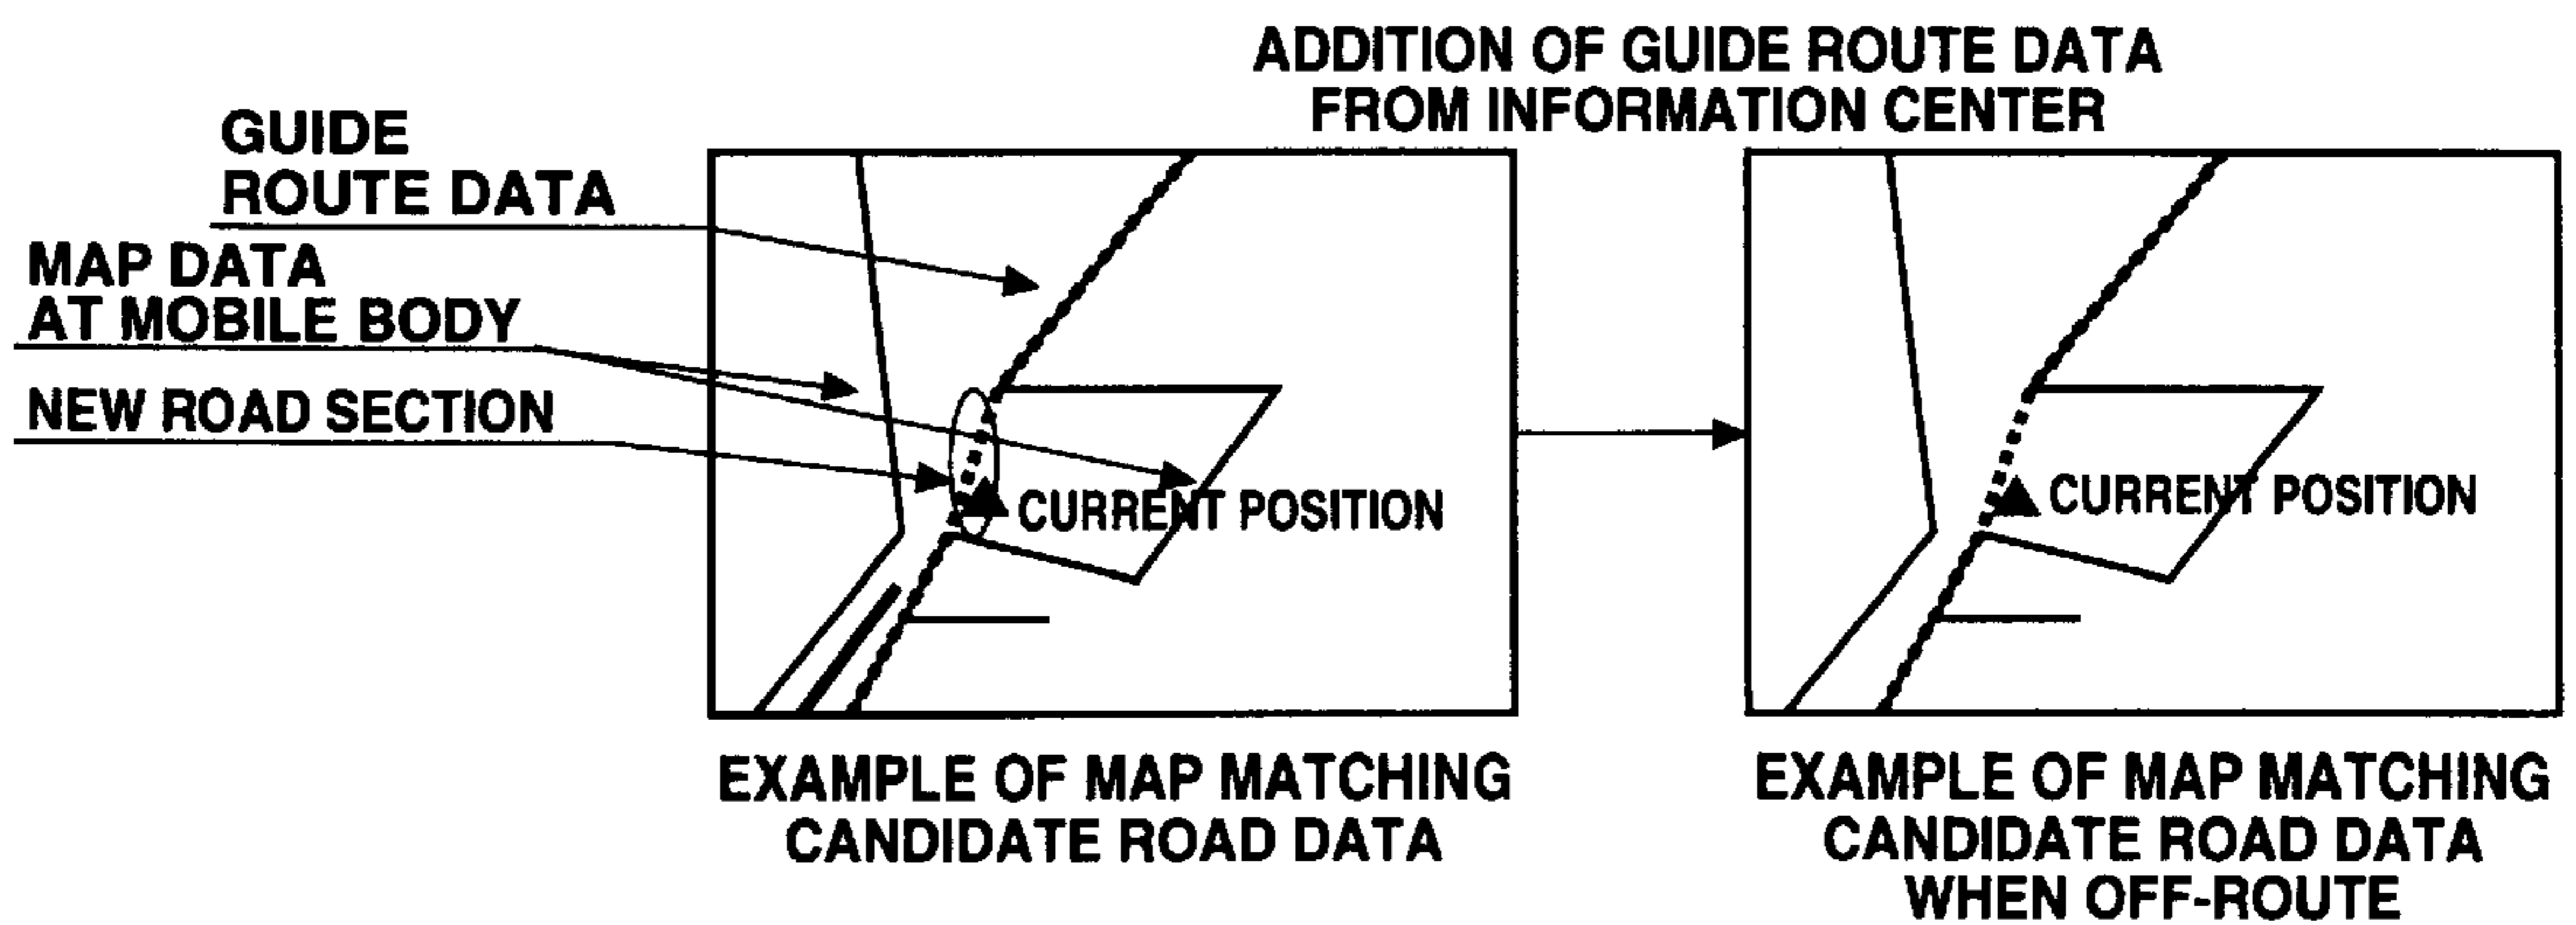 ADDITION OF GUIDE ROUTE DATA
FROM INFORMATION CENTER
GUIDE
ROUTE DATA
MAP DATA
AT MOBILE BODY
NEW ROAD SECTION
CURRENT POSITION
CURRENT POSITION
EXAMPLE OF MAP MATCHING
CANDIDATE ROAD DATA
EXAMPLE OF MAP MATCHING
CANDIDATE ROAD DATA
WHEN OFF-ROUTE